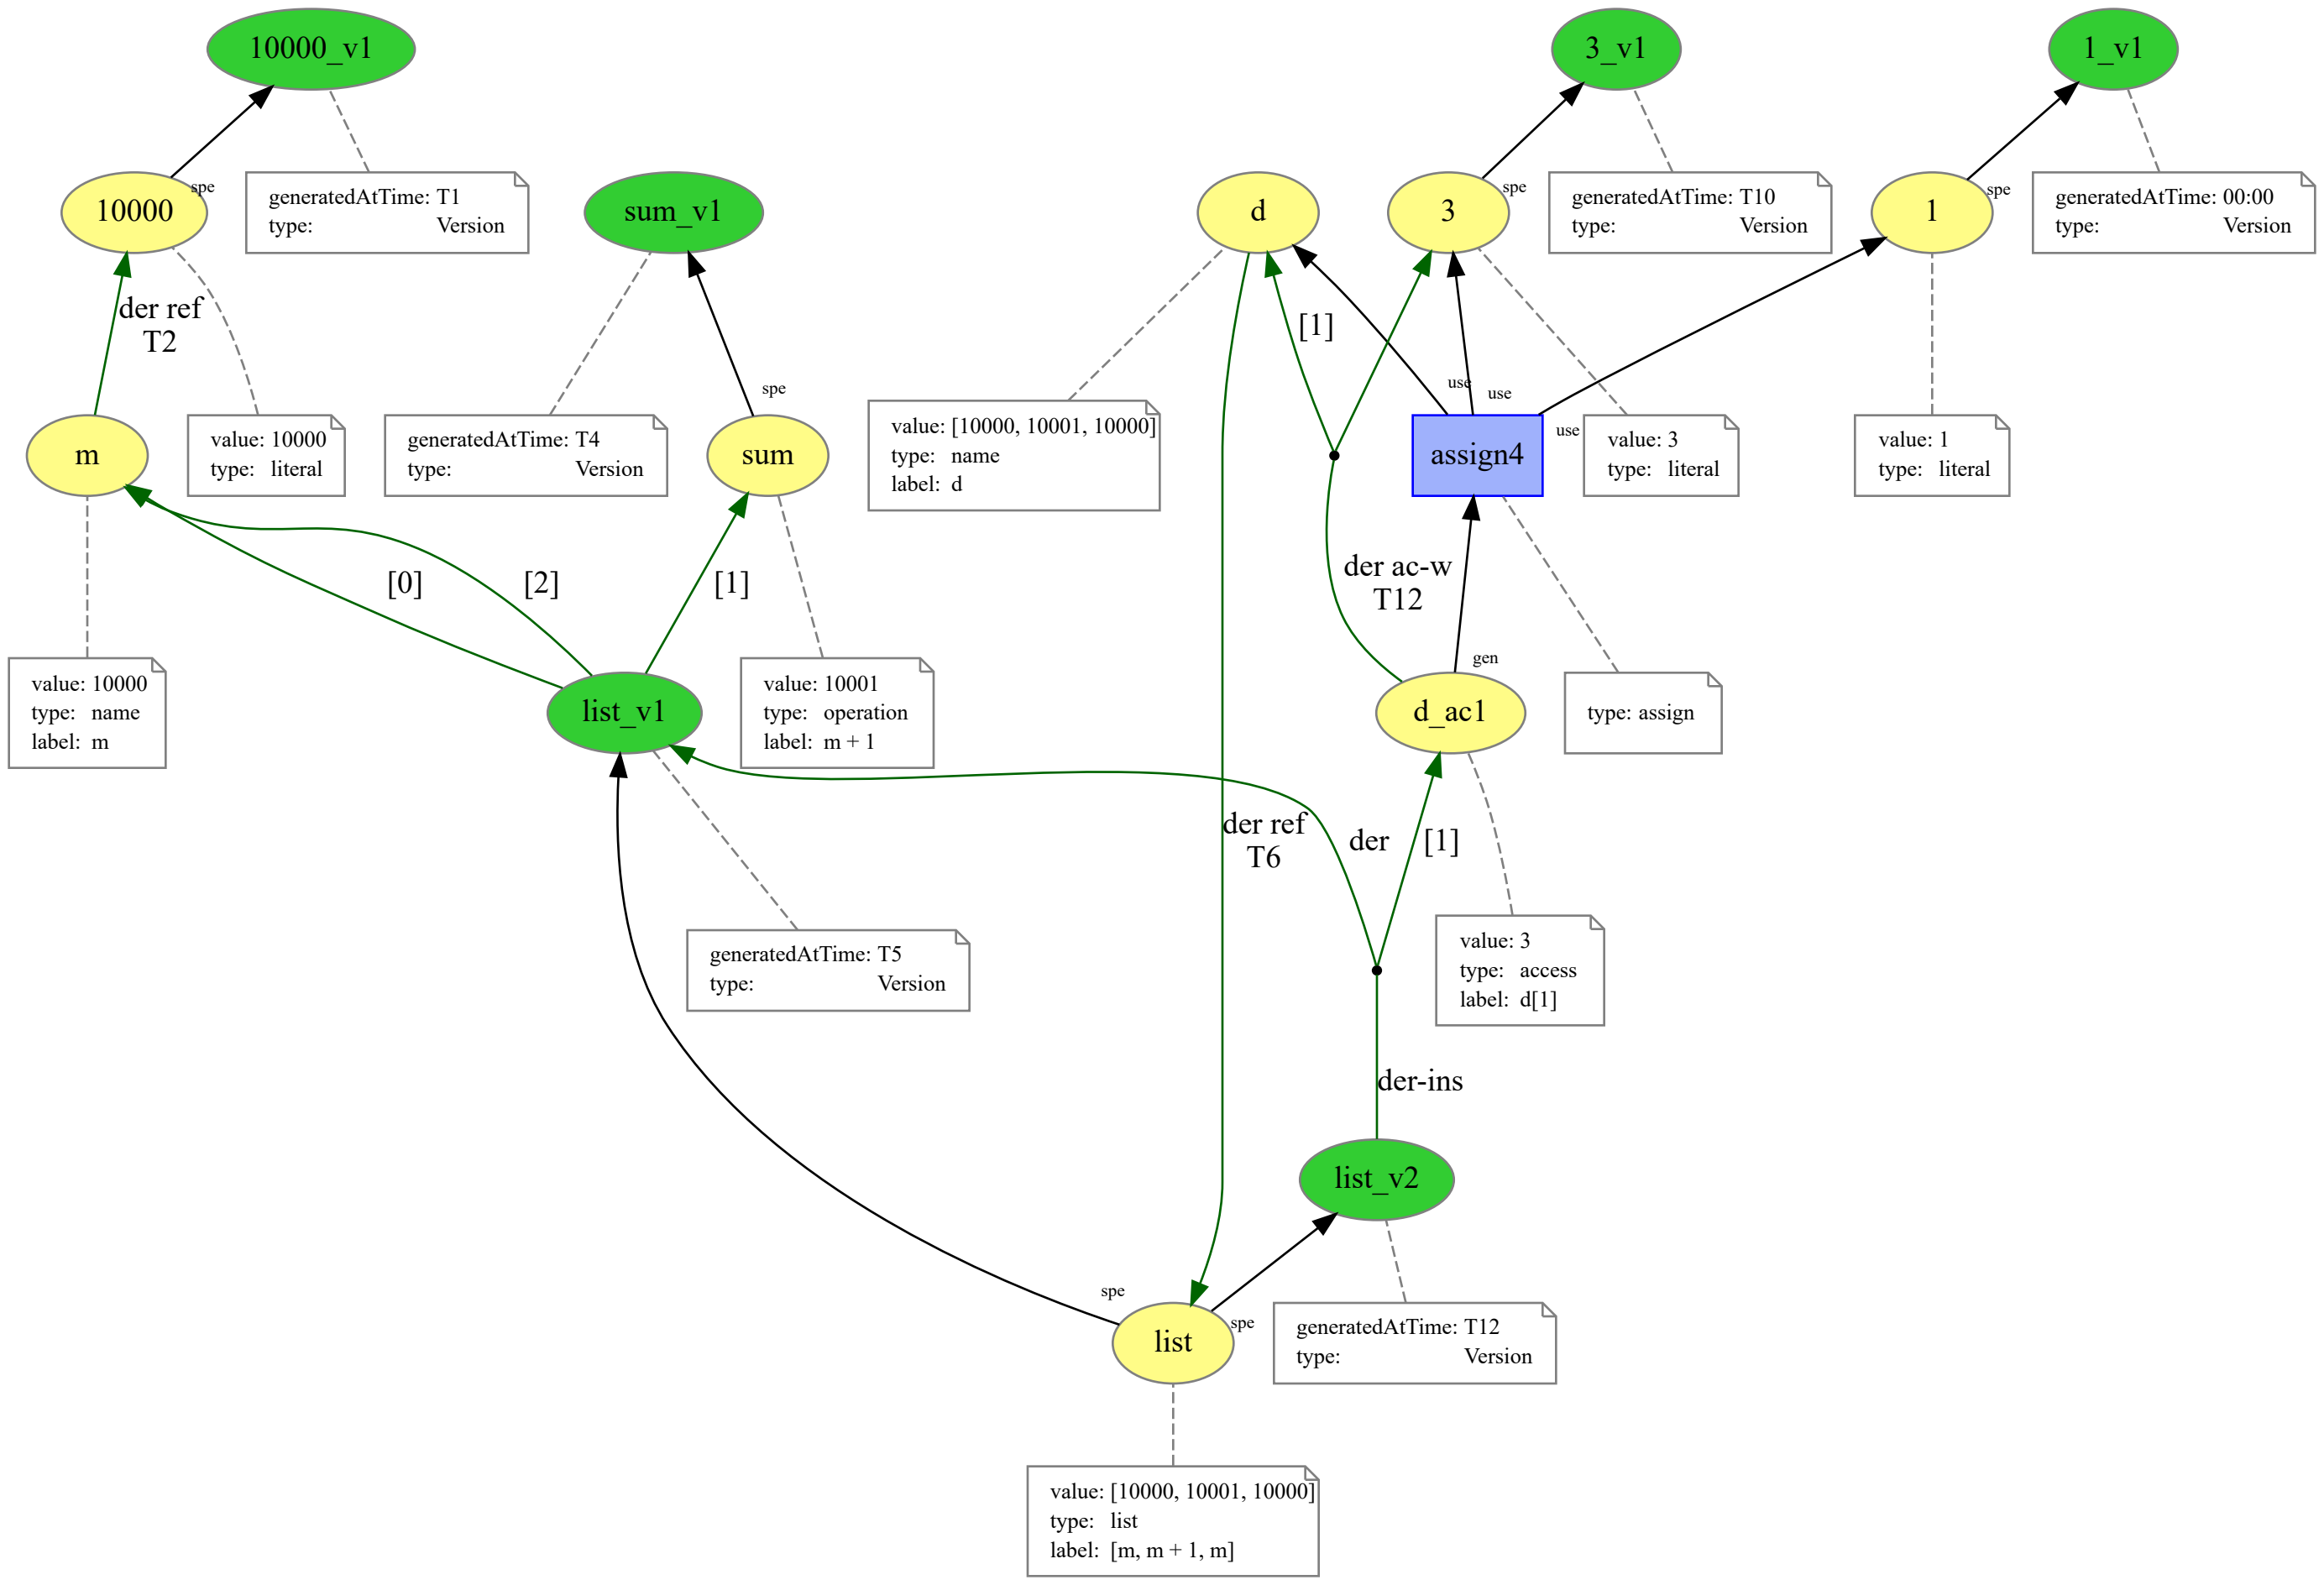 10000_v1
3_v1
1_v1
10000
spe
generatedAtTime: T1
type: Version
sum_v1
d
3
spe
generatedAtTime: T10
type: Version
1
spe
generatedAtTime: 00:00
type: Version
der ref
T2
[1]
m
value: 10000
type: literal
generatedAtTime: T4
type: Version
spe
sum
value: [10000, 10001, 10000]
type: name
label: d
use
use
use
assign4
value: 3
type: literal
value: 1
type: literal
[0]
[2]
[1]
der ac-w
T12
gen
value: 10000
type: name
label: m
list_v1
value: 10001
type: operation
label: m + 1
d_ac1
type: assign
der ref
T6
der
[1]
generatedAtTime: T5
type: Version
value: 3
type: access
label: d[1]
der-ins
list_v2
spe
spe
list
generatedAtTime: T12
type: Version
value: [10000, 10001, 10000]
type: list
label: [m, m + 1, m]